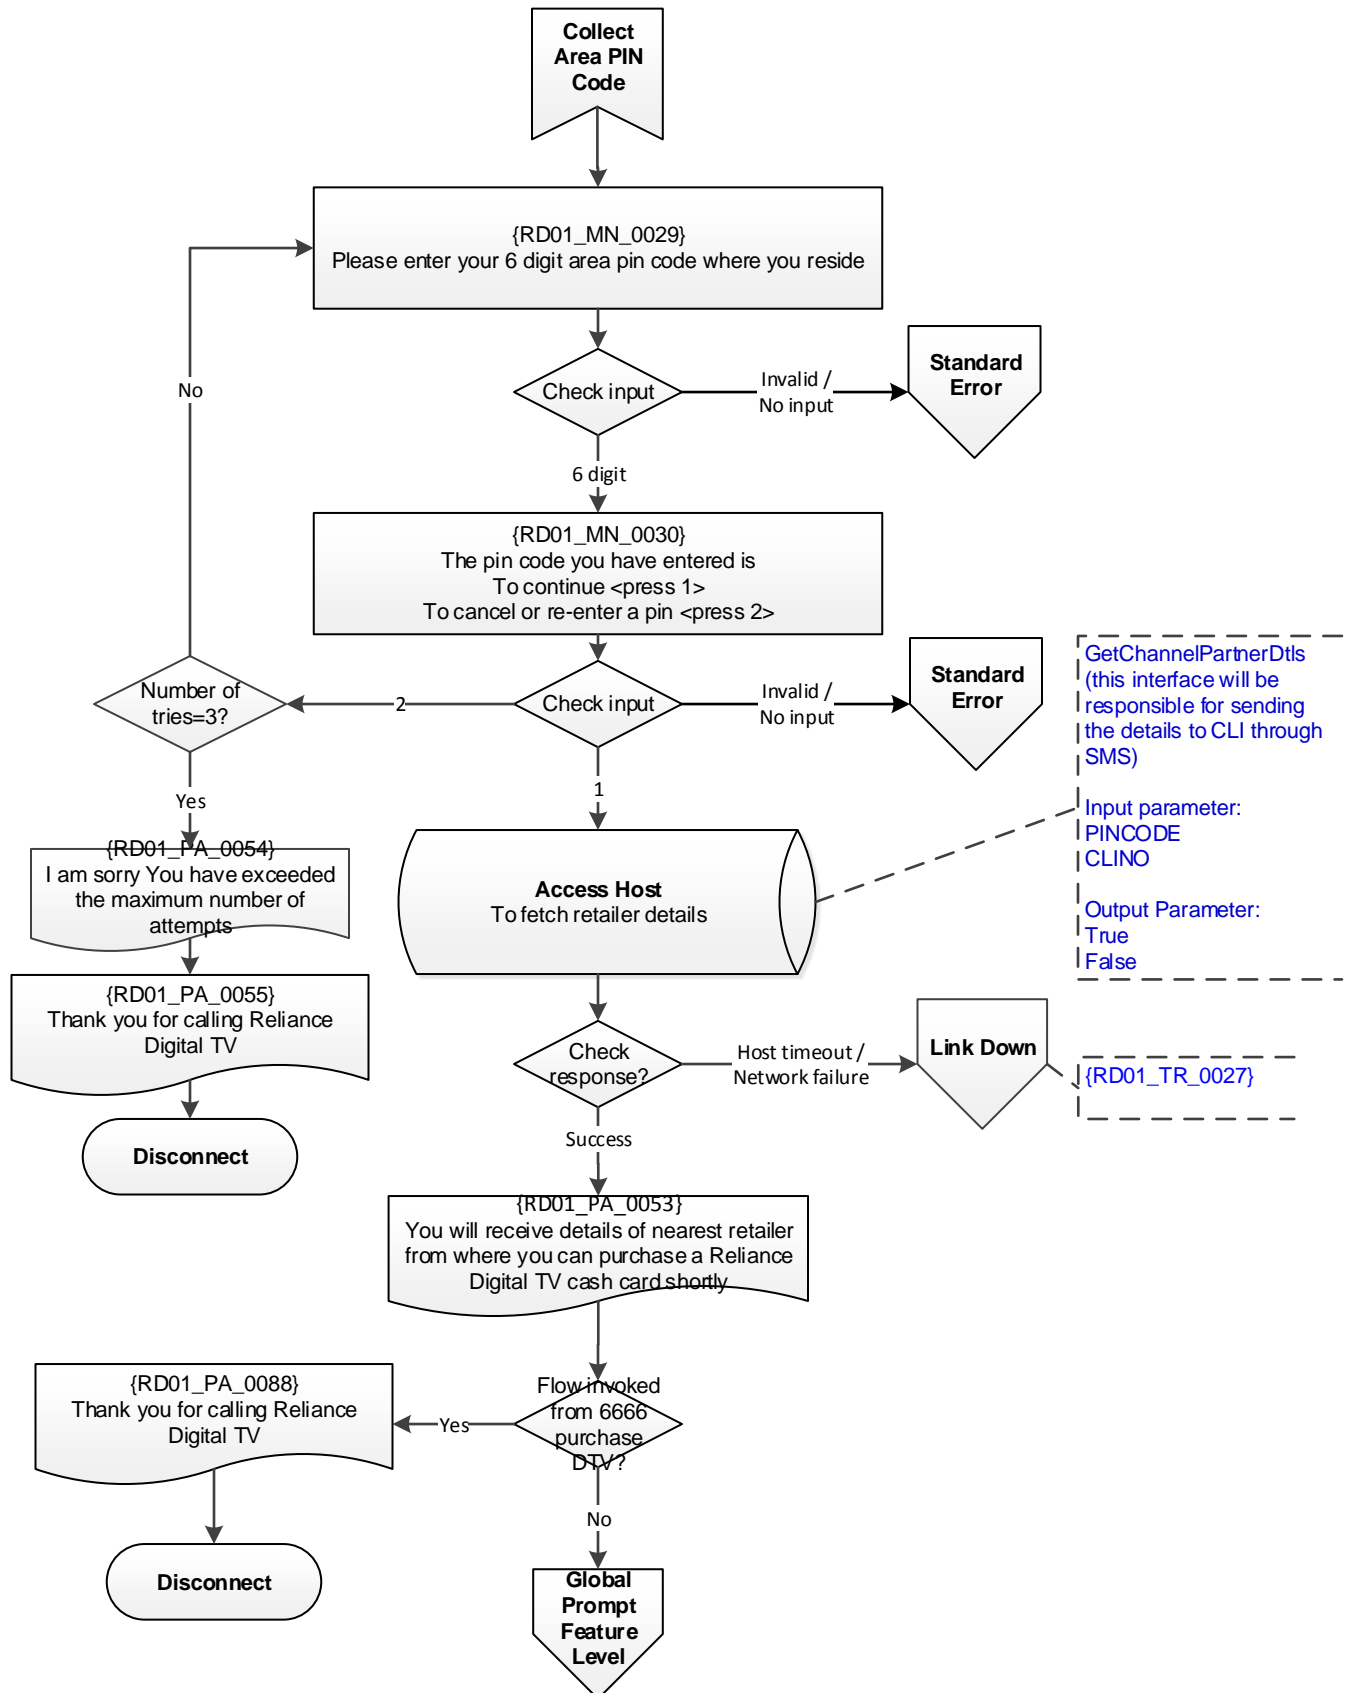 Collect
Area PIN
Code
{RD01_MN_0029}
Please enter your 6 digit area pin code where you reside
No
Check input
Invalid /
No input
Standard
Error
6 digit
{RD01_MN_0030}
The pin code you have entered is
To continue <press 1>
To cancel or re-enter a pin <press 2>
Number of
tries=3?
2
Check input
Invalid /
No input
Standard
Error
GetChannelPartnerDtls
(this interface will be
responsible for sending
the details to CLI through
SMS)
Input parameter:
PINCODE
CLINO
Output Parameter:
True
False
Yes
1
{RD01_PA_0054}
I am sorry You have exceeded
the maximum number of
attempts
Access Host
To fetch retailer details
{RD01_PA_0055}
Thank you for calling Reliance
Digital TV
Check
response?
Host timeout /
Network failure
Link Down
{RD01_TR_0027}
Disconnect
Success
{RD01_PA_0053}
You will receive details of nearest retailer
from where you can purchase a Reliance
Digital TV cash card shortly
Flow invoked
from 6666
purchase
DTV?
Yes
{RD01_PA_0088}
Thank you for calling Reliance
Digital TV
No
Disconnect
Global
Prompt
Feature
Level